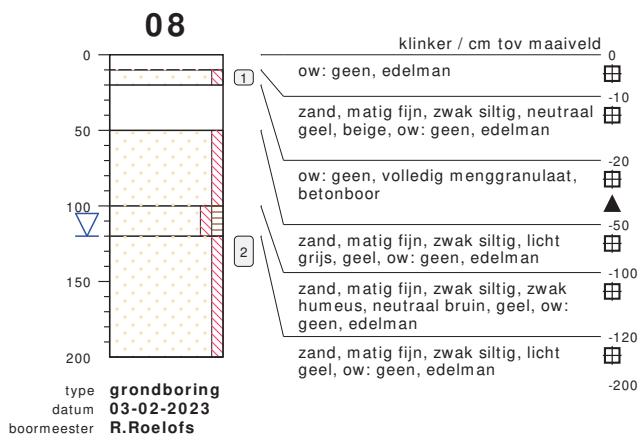 08
klinker / cm tov maaiveld
0
0
ow: geen, edelman
1
-10
zand, matig fijn, zwak siltig, neutraal
geel, beige, ow: geen, edelman
50
-20
ow: geen, volledig menggranulaat,
betonboor
100
-50
zand, matig fijn, zwak siltig, licht
grijs, geel, ow: geen, edelman
2
-100
150
zand, matig fijn, zwak siltig, zwak
humeus, neutraal bruin, geel, ow:
geen, edelman
-120
200
zand, matig fijn, zwak siltig, licht
geel, ow: geen, edelman
-200
type grondboring
datum 03-02-2023
boormeester R.Roelofs